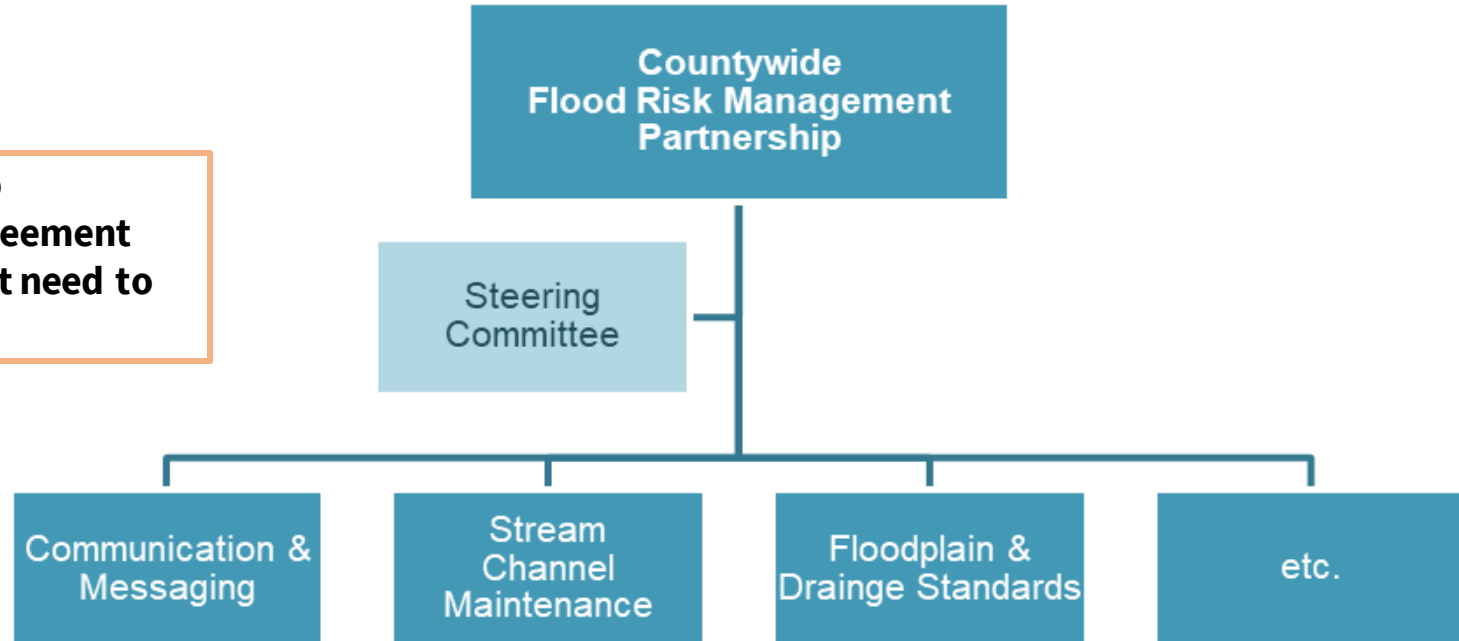 Countywide
Flood Risk Management
Partnership
eement
t need to
Steering
Committee
Communication &
Messaging
Stream
Channel
Maintenance
Floodplain &
Drainge Standards
etc.